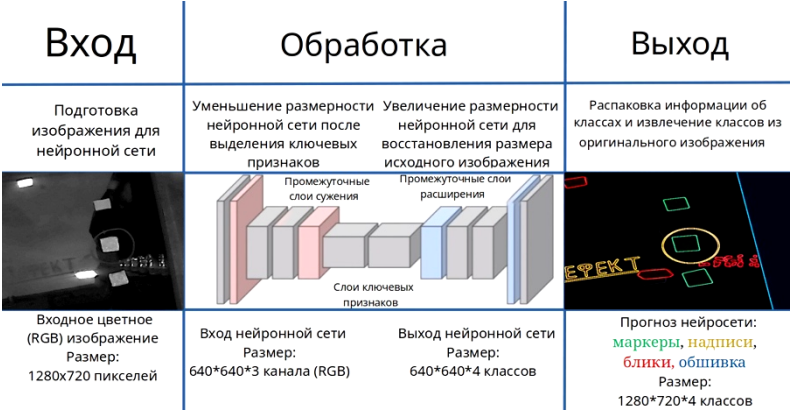 Вход
Обработка
Выход
Подготовка
изображения для
нейронной сети
Уменьшение размерности
нейронной сети после
выделения ключевых
признаков
Увеличение размерности
нейронной сети для
восстановления размера
исходного изображения
Распаковка информации об
классах и извлечение классов из
оригинального изображения
Промежуточные
слои сужения
Промежуточные слои
расширения
Слои ключевых
признаков
ЕФЕКТ
Входное цветное
(RGB) изображение
Размер:
1280x720 пикселей
Вход нейронной сети
Размер:
640*640*3 канала (RGB)
Выход нейронной сети
Размер:
640*640*4 классов
Прогноз нейросети:
маркеры, надписи,
блики, обшивка
Размер:
1280*720*4 классов